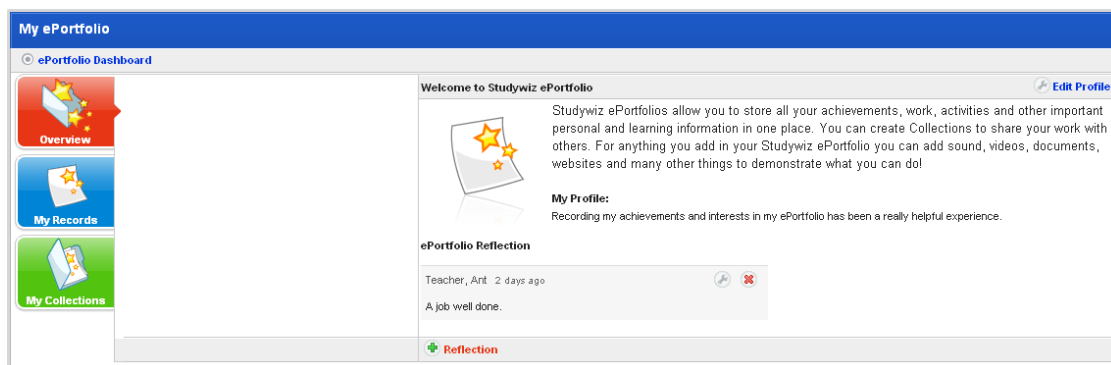 My ePortfolio
ePortfolio Dashboard
Overview
My Records
My Collections
Welcome to Studywiz ePortfolio
Edit Profile
Studywiz ePortfolios allow you to store all your achievements, work, activities and other important
personal and learning information in one place. You can create Collections to share your work with
others. For anything you add in your Studywiz ePortfolio you can add sound, videos, documents,
websites and many other things to demonstrate what you can do!
My Profile:
Recording my achievements and interests in my ePortfolio has been a really helpful experience.
ePortfolio Reflection
Teacher, Ant 2 days ago
A job well done.
Reflection